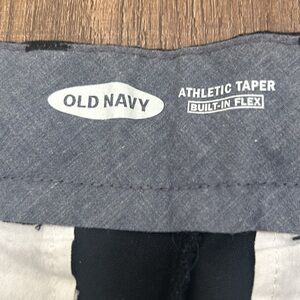 OLD NAVY
ATHLETIC TAPER
BUILT-IN FLEX